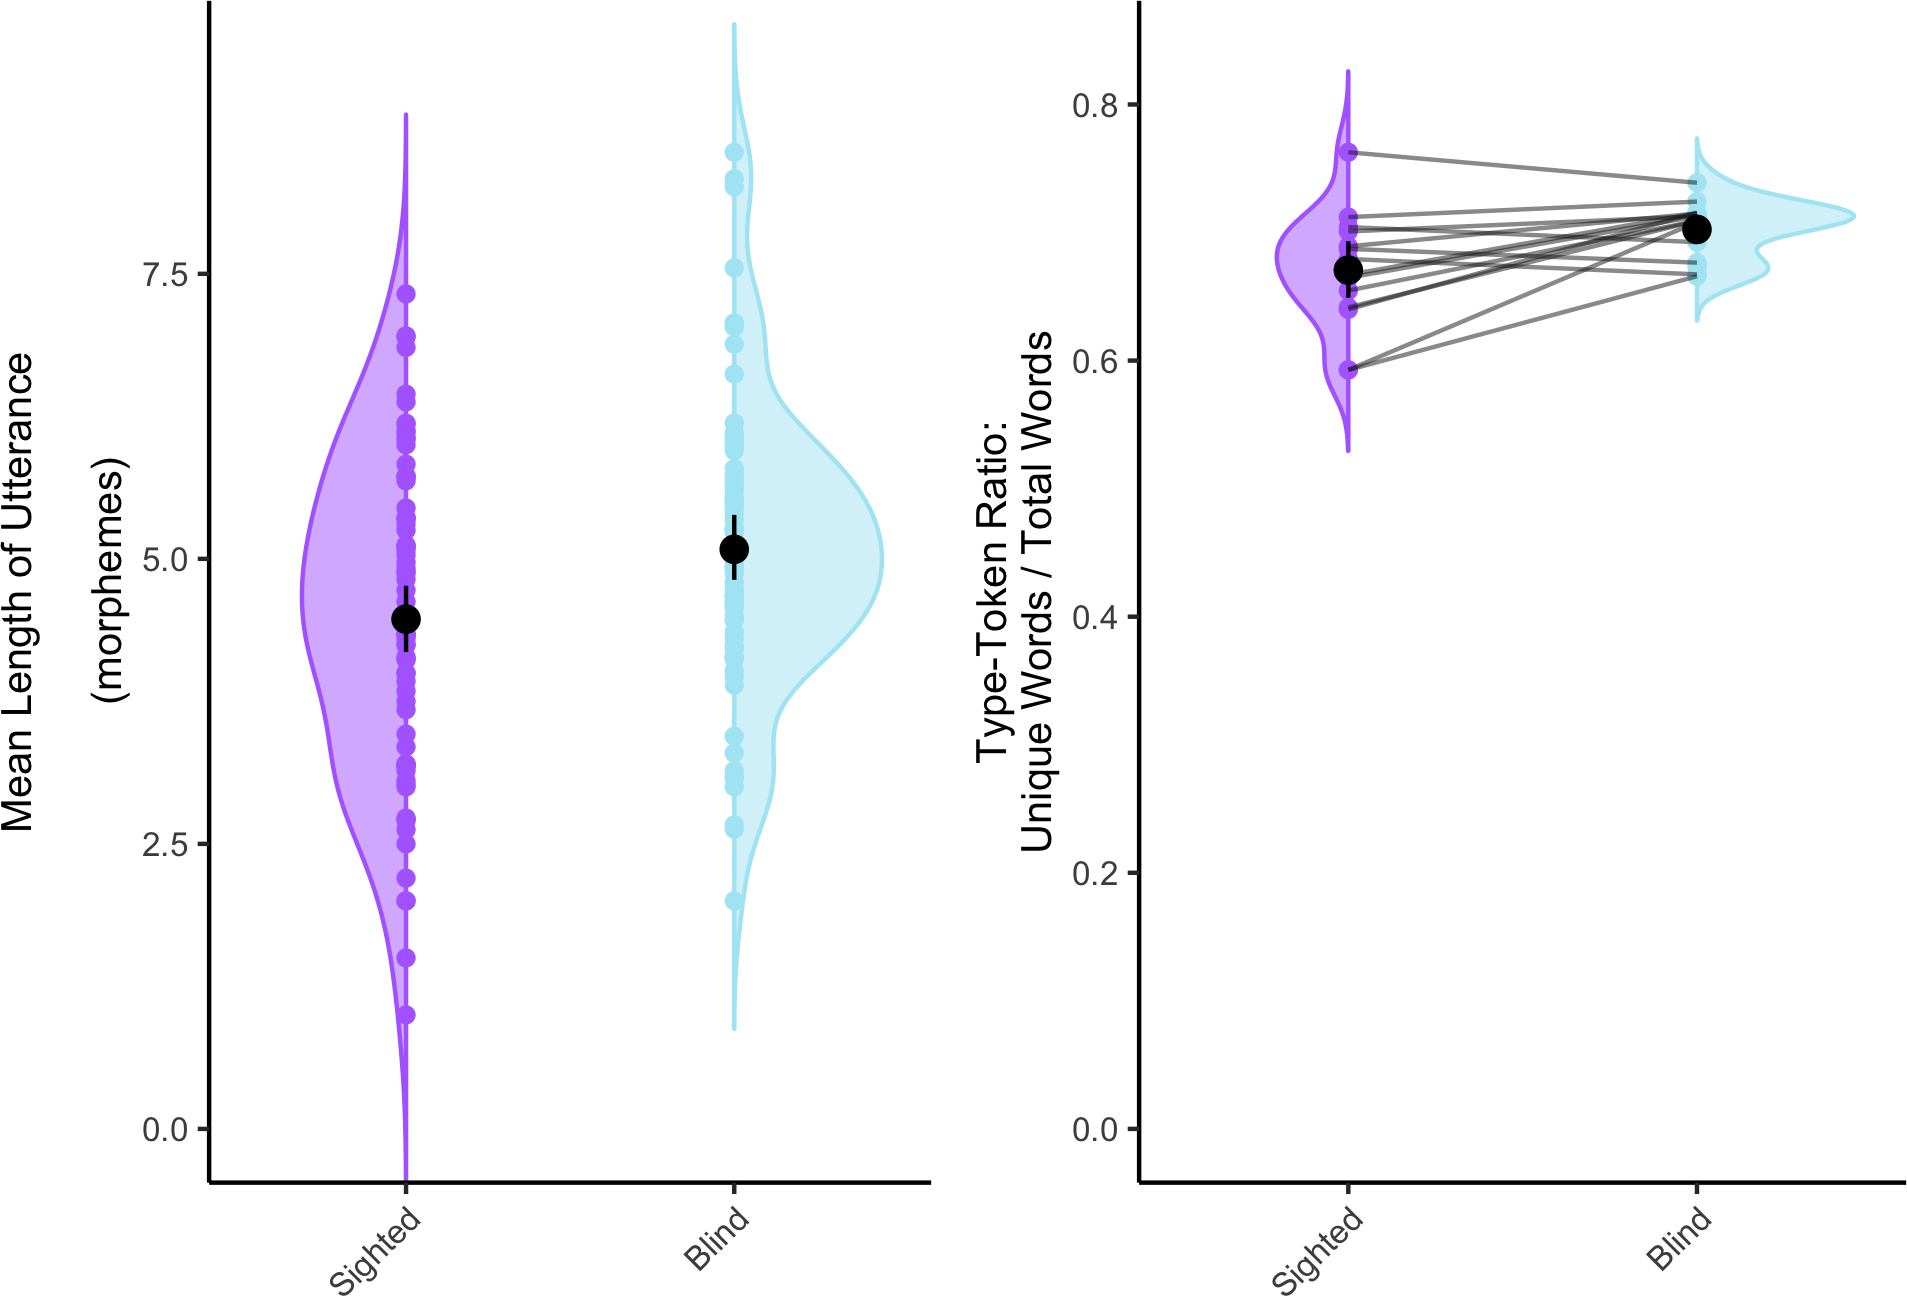 Mean Length of Utterance
(morphemes)
7.5
5.0
2.5
0.0
Sighted
Blind
Type-Token Ratio:
Unique Words / Total Words
0.8
0.6
0.4
0.2
0.0
Sighted
Blind